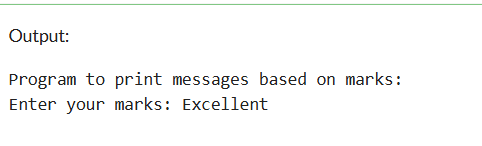 Output:
Program to print messages based on marks:
Enter your marks: Excellent